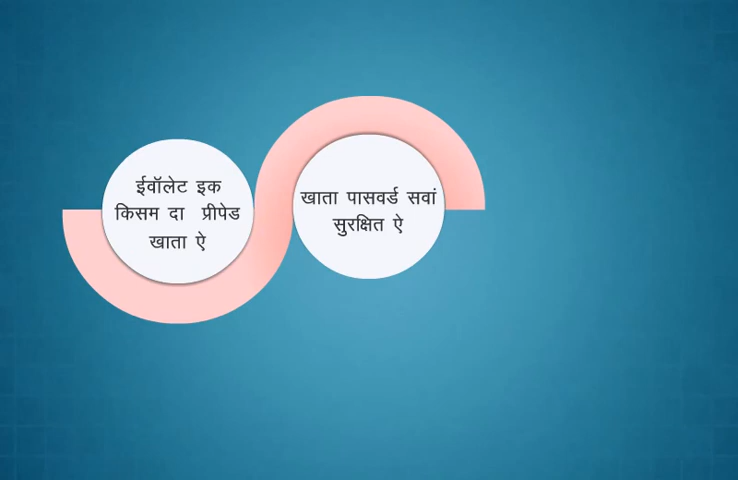 ईवॉलेट इक
किसम दा प्रीपेड
खाता ऐ
खाता पासवर्ड सवां
सुरक्षित ऐ